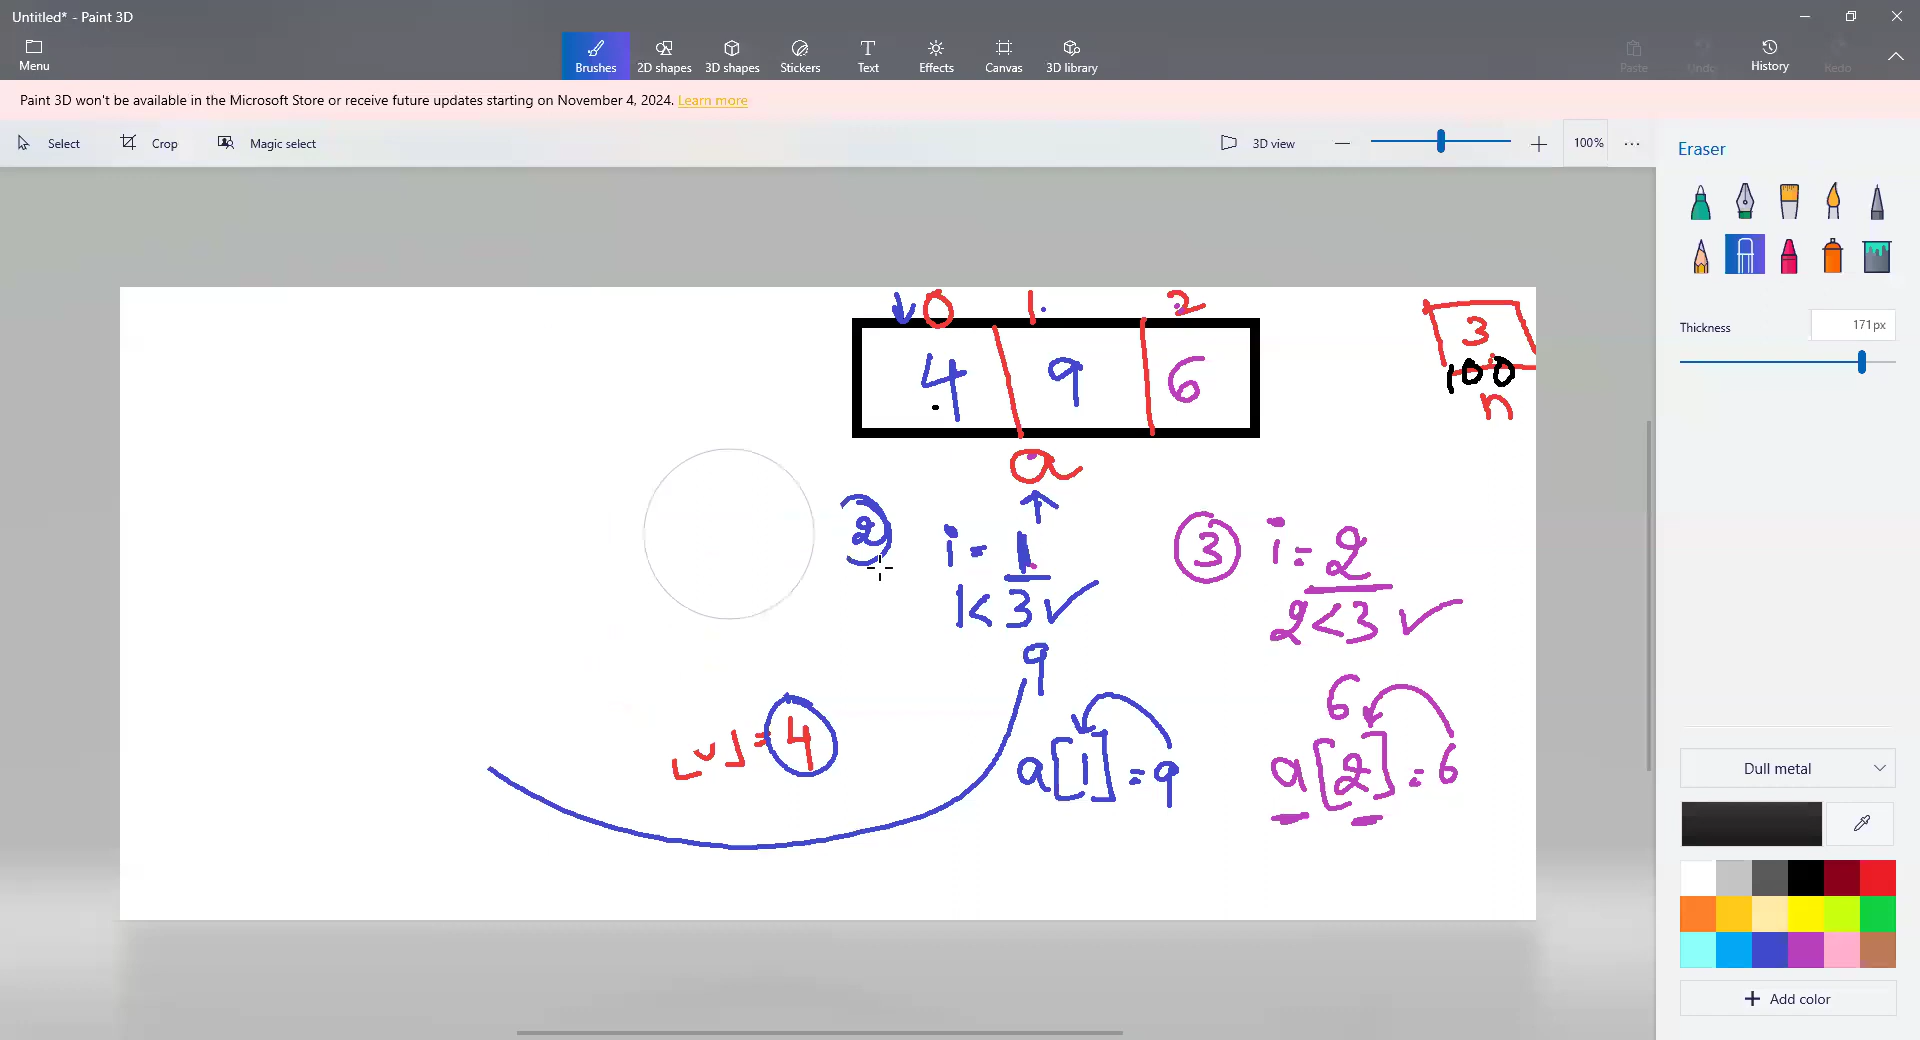 Untitled* - Paint 3D
Menu
Brushes
2D shapes
3D shapes
Stickers
Text
Effects
Canvas
3D library
Paste
Undo
History
Redo
Paint 3D won't be available in the Microsoft Store or receive future updates starting on November 4, 2024. Learn more
Select
Crop
Magic select
3D view
100%
Eraser
Thickness
171px
0 1 2
4 9 6
a
3
100
n
2
i = 1
1<3✓
9
a[1]=9
3
i=2
2<3 ✓
6
a[2]=6
=4
Dull metal
Add color